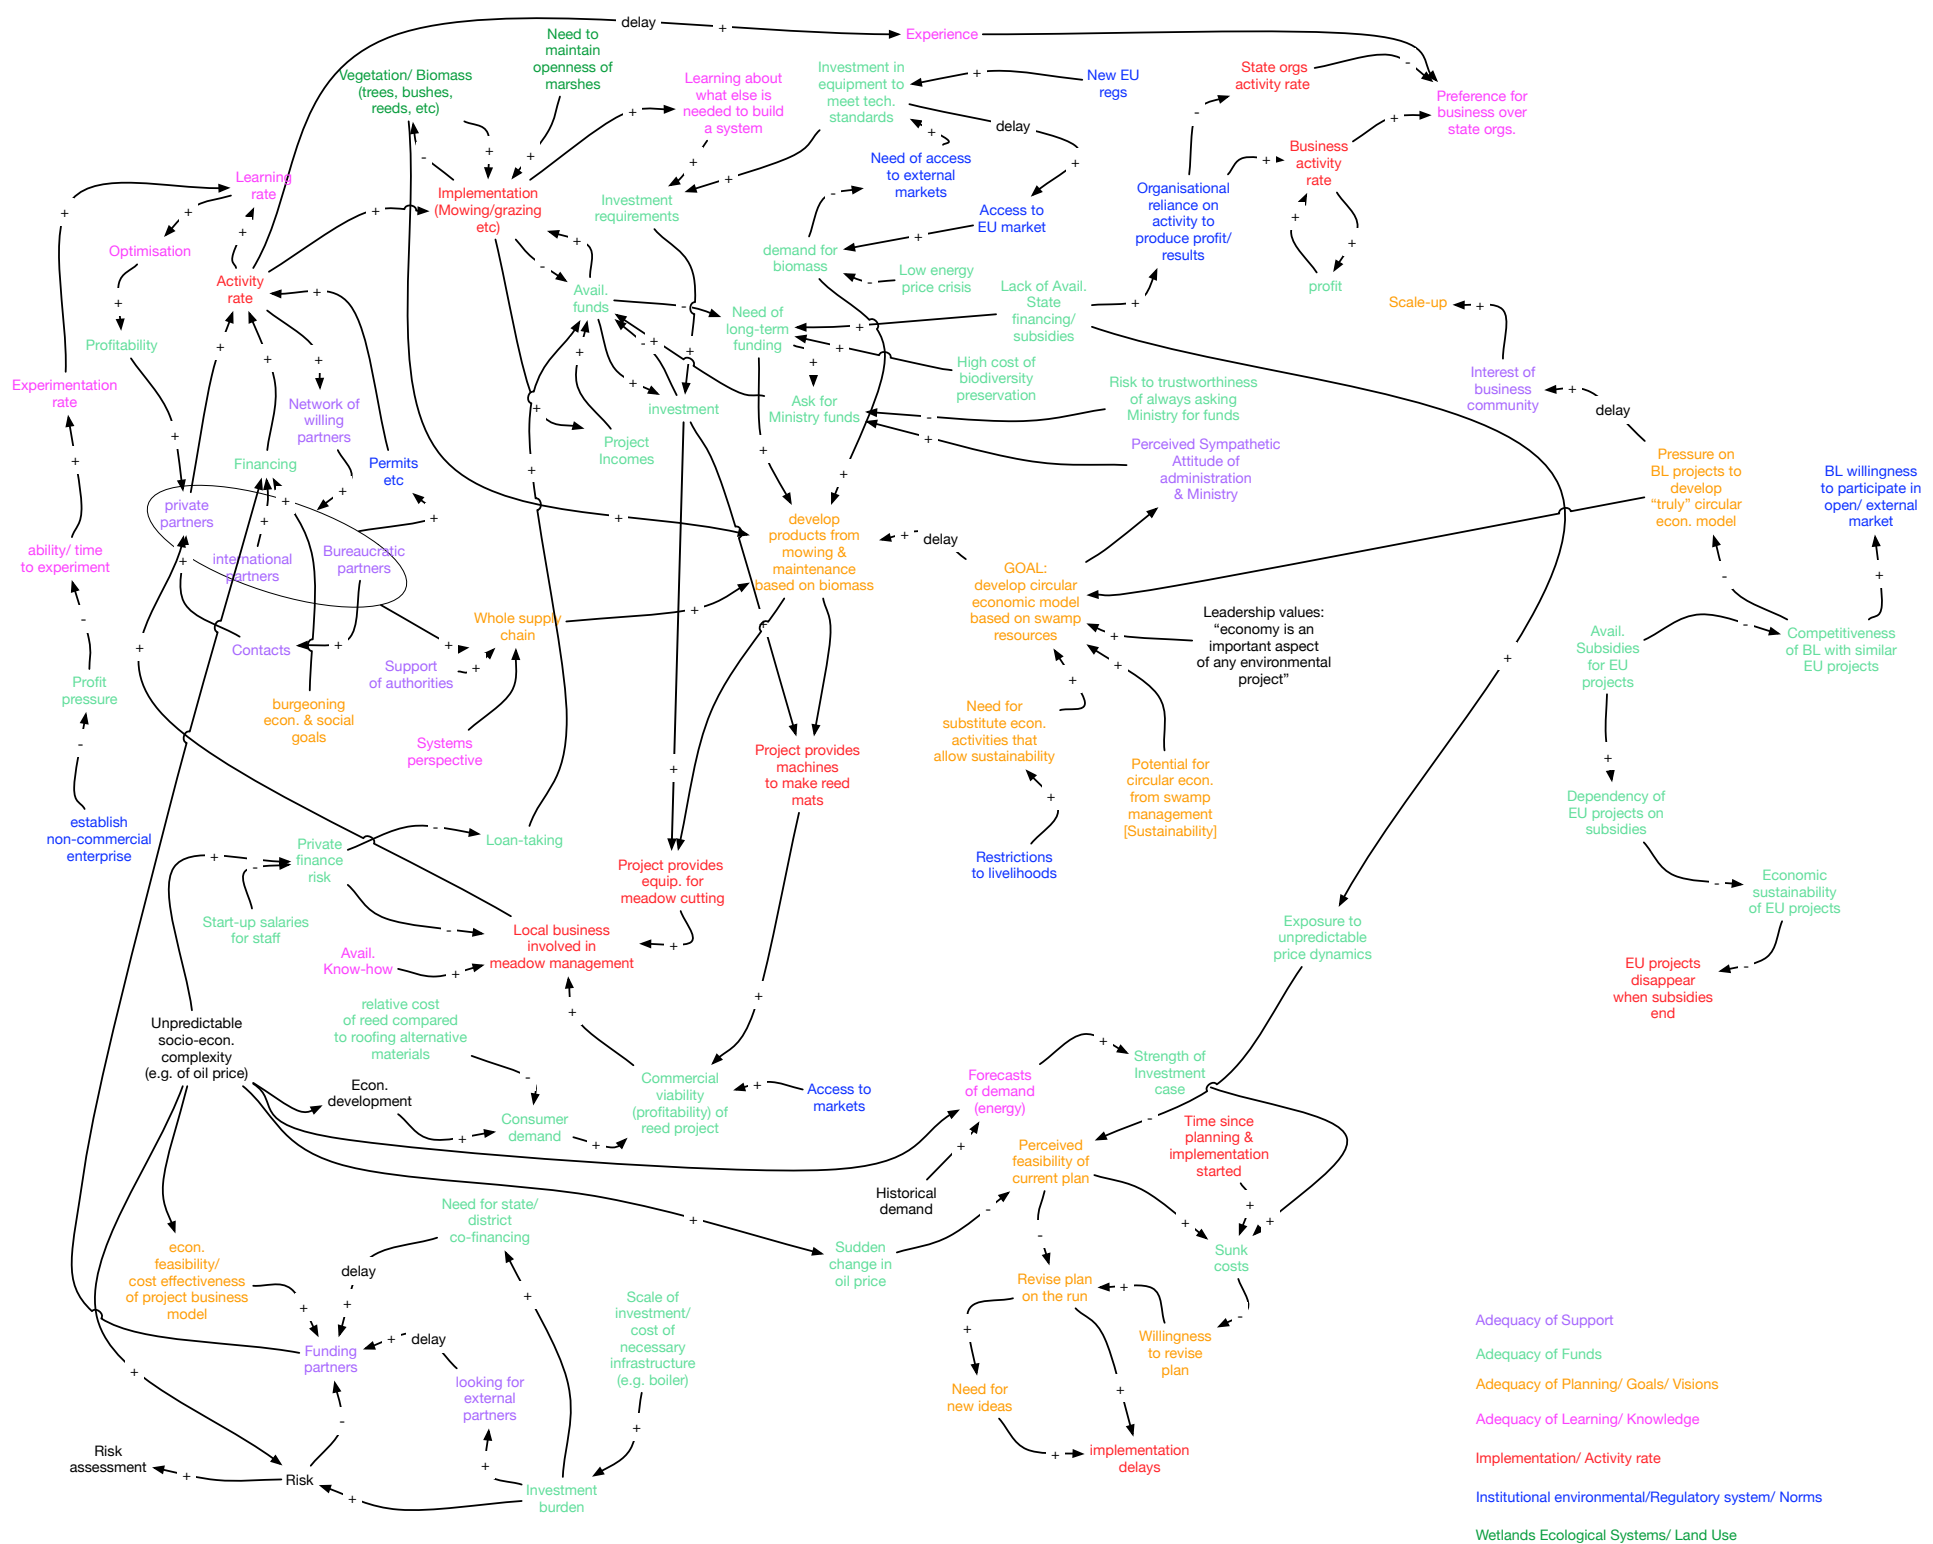 delay
Experience
Need to
maintain
openness of
marshes
Vegetation/ Biomass
(trees, bushes,
reeds, etc)
Learning about
what else is
needed to build
a system
Investment in
equipment to
meet tech.
standards
New EU
regs
State orgs
activity rate
Preference for
business over
state orgs.
delay
Need of access
to external
markets
Business
activity
rate
Learning
rate
Implementation
(Mowing/grazing
etc)
Investment
requirements
Access to
EU market
Organisational
reliance on
activity to
produce profit/
results
Optimisation
demand for
biomass
Low energy
price crisis
Activity
rate
Avail.
funds
Lack of Avail.
State
financing/
subsidies
profit
Scale-up
Need of
long-term
funding
Profitability
High cost of
biodiversity
preservation
Risk to trustworthiness
of always asking
Ministry for funds
Interest of
business
community
Experimentation
rate
Network of
willing
partners
investment
Ask for
Ministry funds
delay
Project
Incomes
Perceived Sympathetic
Attitude of
administration
& Ministry
Pressure on
BL projects to
develop
“truly” circular
econ. model
BL willingness
to participate in
open/ external
market
Financing
Permits
etc
private
partners
international
partners
Bureaucratic
partners
develop
products from
mowing &
maintenance
based on biomass
delay
ability/ time
to experiment
GOAL:
develop circular
economic model
based on swamp
resources
Leadership values:
“economy is an
important aspect
of any environmental
project”
Whole supply
chain
Contacts
Support
of authorities
Avail.
Subsidies
for EU
projects
Competitiveness
of BL with similar
EU projects
Profit
pressure
burgeoning
econ. & social
goals
Systems
perspective
Need for
substitute econ.
activities that
allow sustainability
Project provides
machines
to make reed
mats
Potential for
circular econ.
from swamp
management
[Sustainability]
Dependency of
EU projects on
subsidies
establish
non-commercial
enterprise
Private
finance
risk
Loan-taking
Restrictions
to livelihoods
Project provides
equip. for
meadow cutting
Economic
sustainability
of EU projects
Start-up salaries
for staff
Local business
involved in
meadow management
Exposure to
unpredictable
price dynamics
Avail.
Know-how
EU projects
disappear
when subsidies
end
relative cost
of reed compared
to roofing alternative
materials
Unpredictable
socio-econ.
complexity
(e.g. of oil price)
Econ.
development
Consumer
demand
Commercial
viability
(profitability) of
reed project
Access to
markets
Forecasts
of demand
(energy)
Strength of
Investment
case
Time since
planning &
implementation
started
Perceived
feasibility of
current plan
Historical
demand
Need for state/
district
co-financing
Sudden
change in
oil price
Sunk
costs
econ.
feasibility/
cost effectiveness
of project business
model
delay
Revise plan
on the run
Scale of
investment/
cost of
necessary
infrastructure
(e.g. boiler)
delay
Funding
partners
Willingness
to revise
plan
looking for
external
partners
Need for
new ideas
implementation
delays
Risk
assessment
Risk
Investment
burden
Adequacy of Support
Adequacy of Funds
Adequacy of Planning/ Goals/ Visions
Adequacy of Learning/ Knowledge
Implementation/ Activity rate
Institutional environmental/Regulatory system/ Norms
Wetlands Ecological Systems/ Land Use